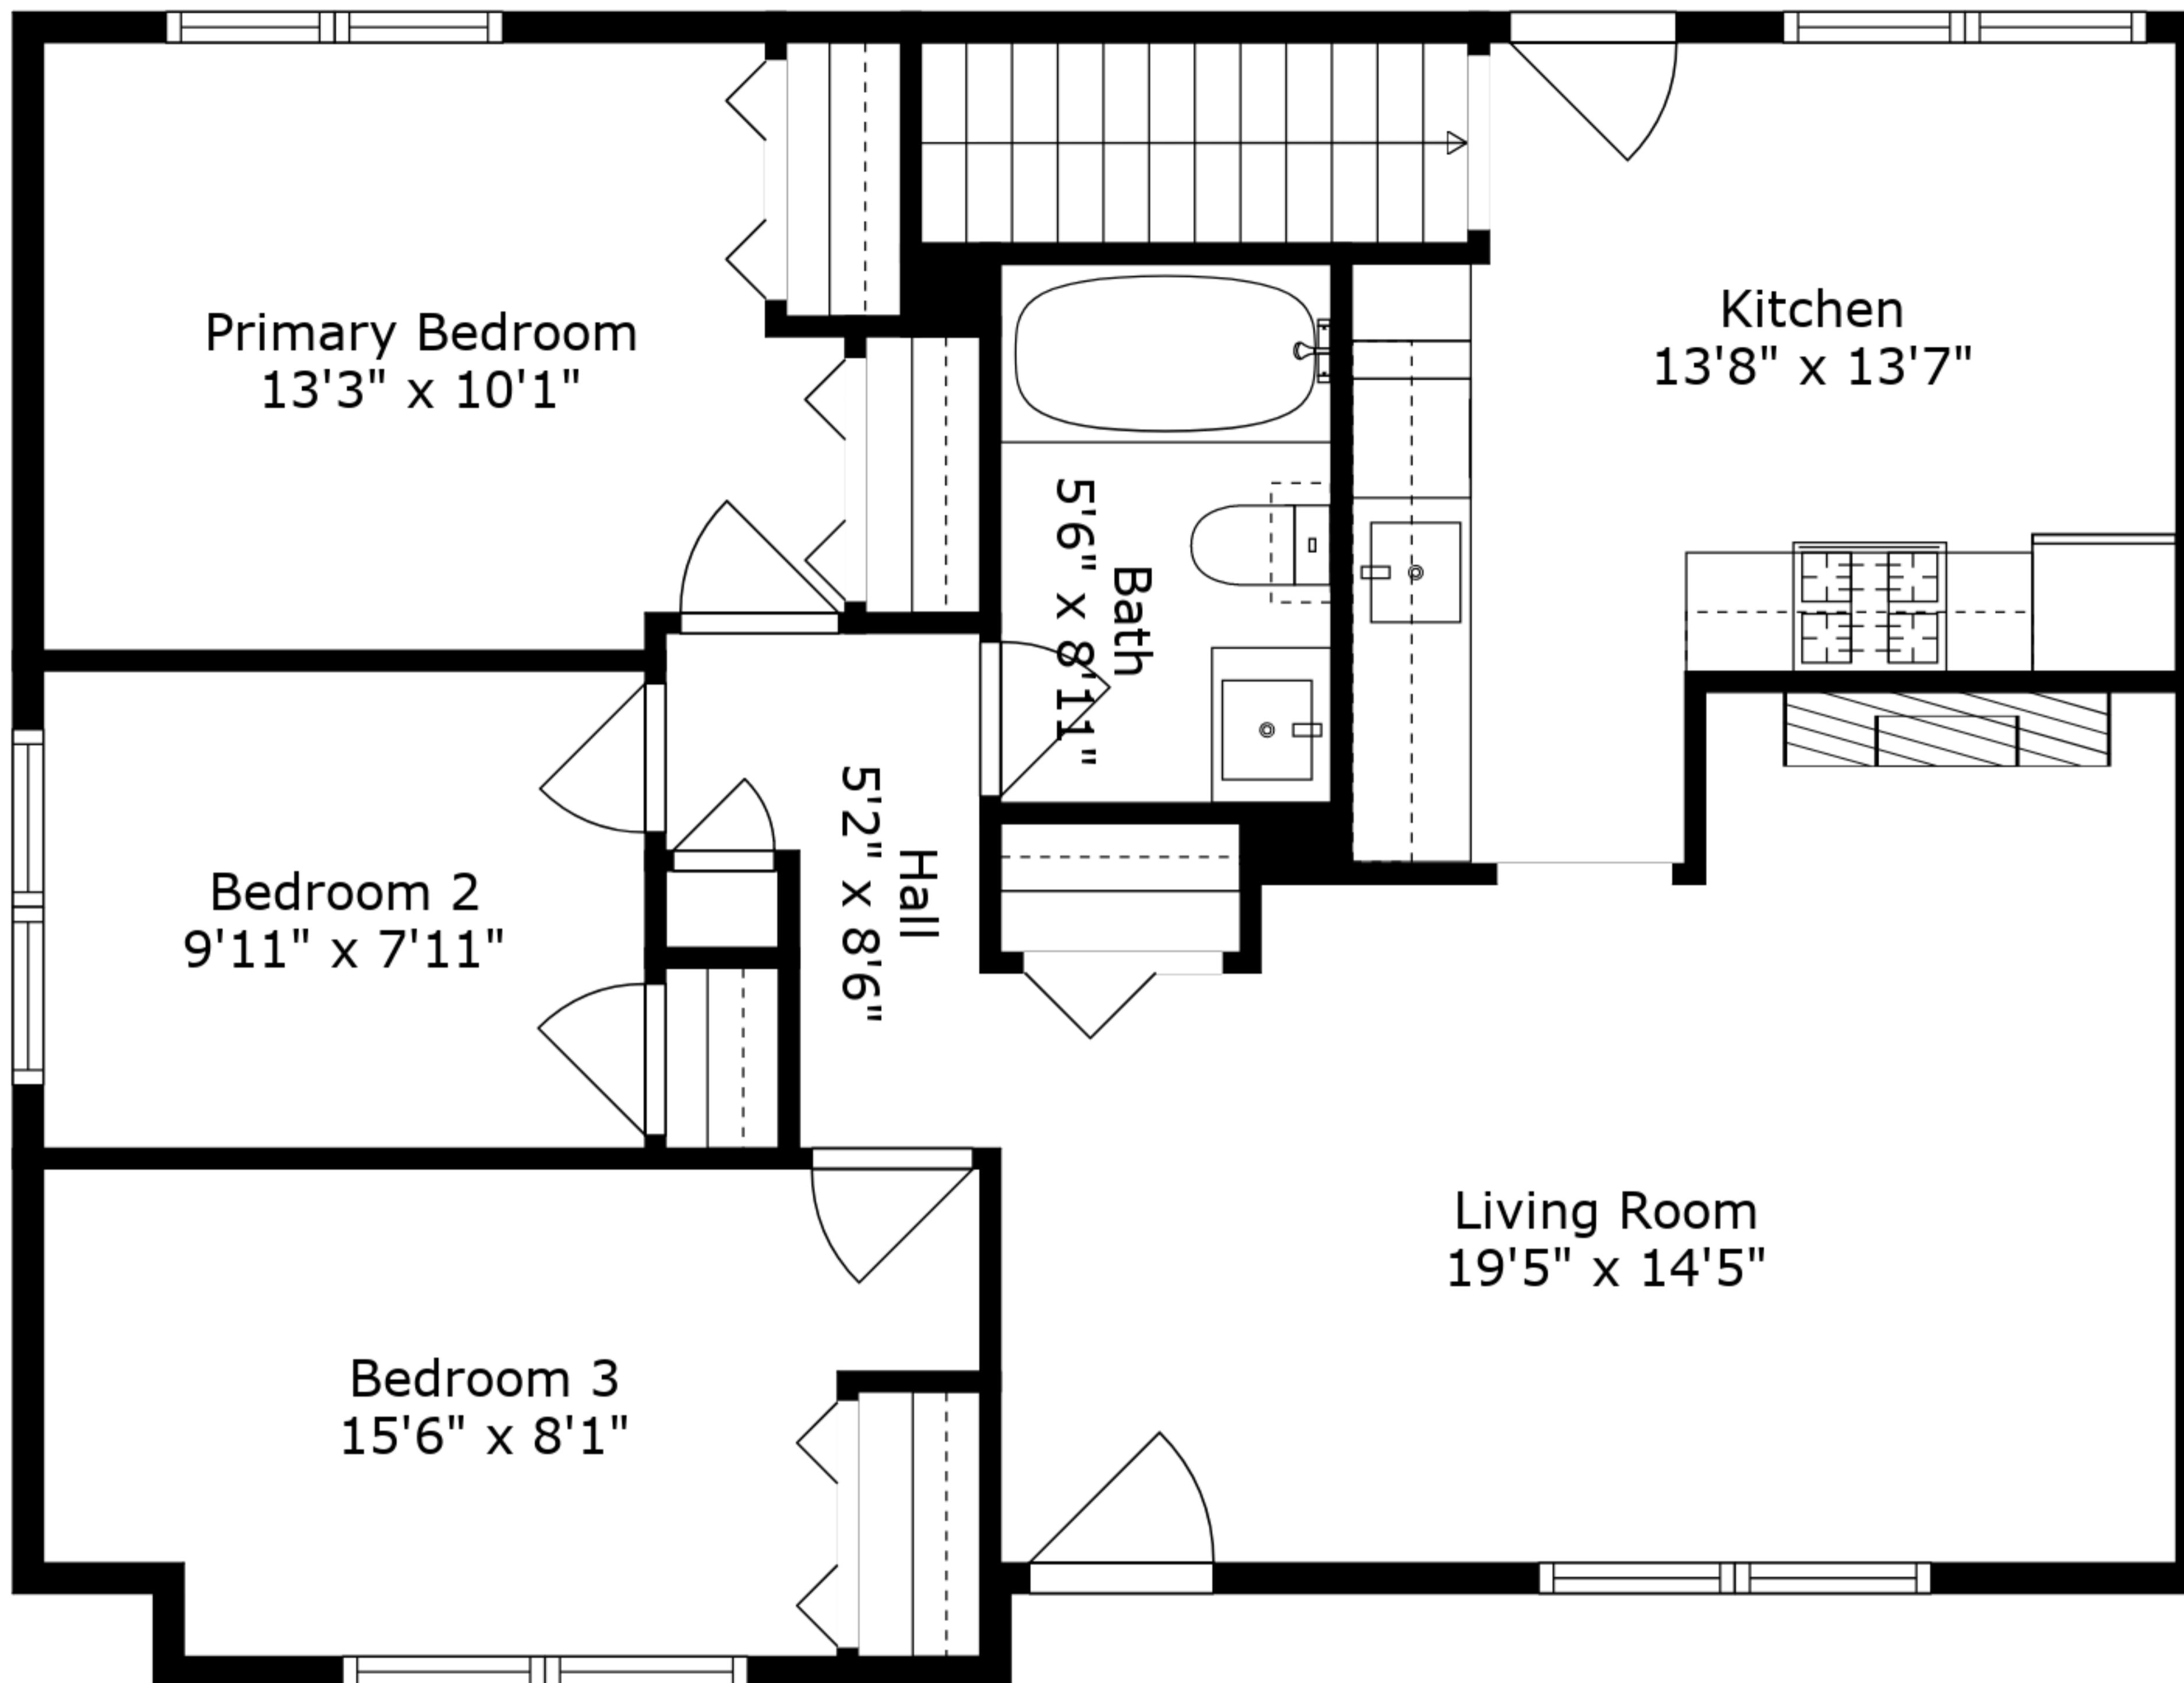 Primary Bedroom
13'3" x 10'1"
Kitchen
13'8" x 13'7"
Bath
5'6" x 8'11"
Bedroom 2
9'11" x 7'11"
Hall
5'2" x 8'6"
Living Room
19'5" x 14'5"
Bedroom 3
15'6" x 8'1"